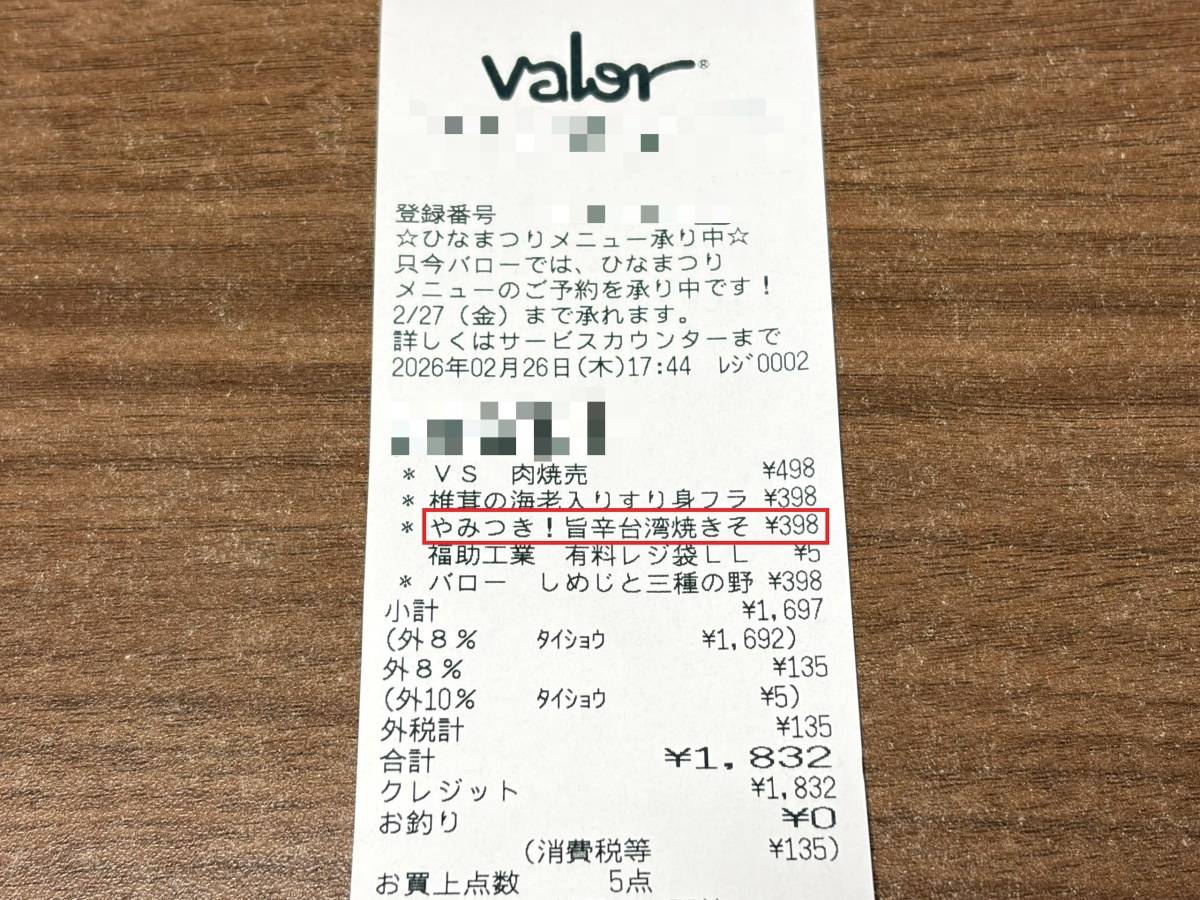 valor®
登録番号
☆ひなまつりメニュー承り中☆
只今バローでは、ひなまつり
メニューのご予約を承り中です！
2/27（金）まで承れます。
詳しくはサービスカウンターまで
2026年02月26日(木)17:44 ﾚｼﾞ0002
* ＶＳ 肉焼売 ¥498
* 椎茸の海老入りすり身フラ ¥398
* やみつき！旨辛台湾焼きそ ¥398
福助工業 有料レジ袋ＬＬ ¥5
* バロー しめじと三種の野 ¥398
小計 ¥1,697
(外８％ ﾀｲｼｮｳ ¥1,692)
外８％ ¥135
(外10％ ﾀｲｼｮｳ ¥5)
外税計 ¥135
合計 ¥1,832
クレジット ¥1,832
お釣り ¥0
(消費税等 ¥135)
お買上点数 5点